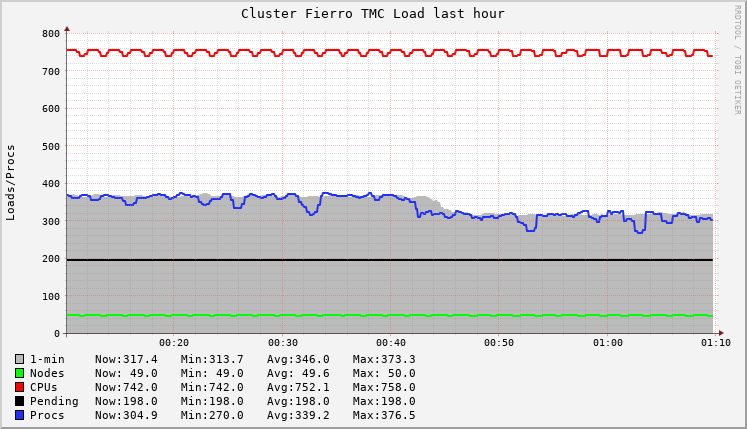 Cluster Fierro TMC Load last hour
RRDTOOL / TOBI OETIKER
Loads/Procs
800
700
600
500
400
300
200
100
0
00:20 00:30 00:40 00:50 01:00 01:10
1-min Now:317.4 Min:313.7 Avg:346.0 Max:373.3
Nodes Now: 49.0 Min: 49.0 Avg: 49.6 Max: 50.0
CPUs Now:742.0 Min:742.0 Avg:752.1 Max:758.0
Pending Now:198.0 Min:198.0 Avg:198.0 Max:198.0
Procs Now:304.9 Min:270.0 Avg:339.2 Max:376.5